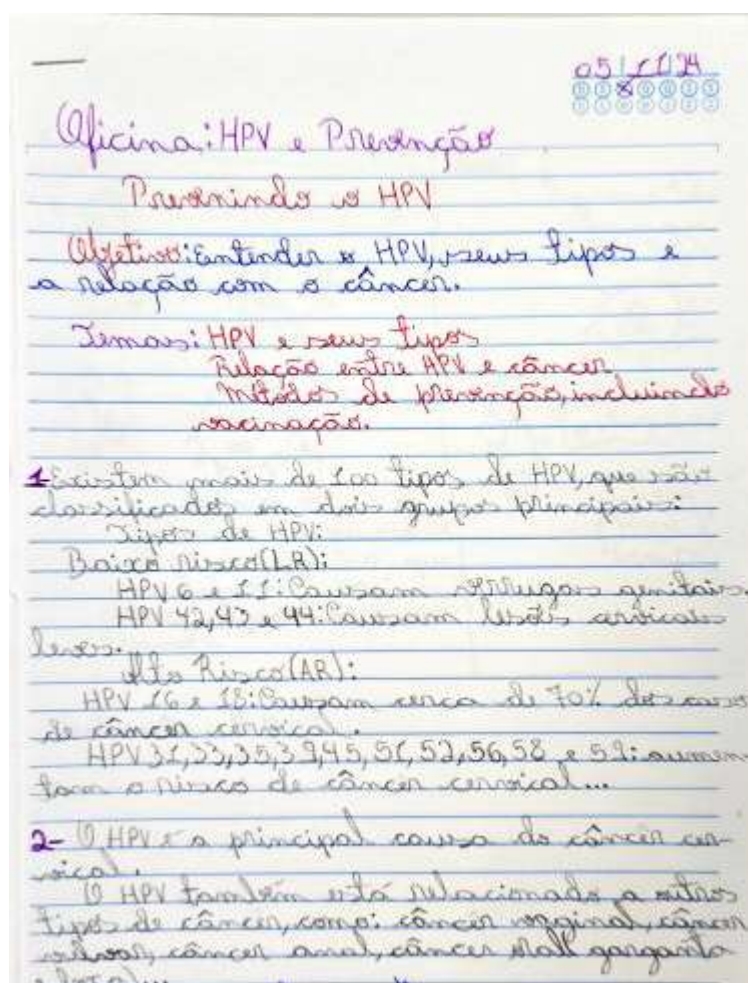 05/11/24
Oficina: HPV e Prevenção
Prevenindo o HPV
Objetivo: Entender o HPV, seus tipos e
a relação com o câncer.
Temas: HPV e seus tipos
Relação entre HPV e câncer
Métodos de prevenção, incluindo
vacinação.
1 Existem mais de 100 tipos de HPV, que são
classificados em dois grupos principais:
Tipos de HPV:
Baixo risco(LR):
HPV 6 e 11: Causam verrugas genitais.
HPV 42,43 e 44: Causam lesões cervicais
leves.
Alto Risco(AR):
HPV 16 e 18: Causam cerca de 70% dos casos
de câncer cervical.
HPV 31,33,35,39,45,51,52,56,58 e 59: aumen-
tam o risco de câncer cervical...
2- O HPV é a principal causa do câncer cer-
vical.
O HPV também está relacionado a outros
tipos de câncer, como: câncer vaginal, câncer
vulvar, câncer anal, câncer garganta